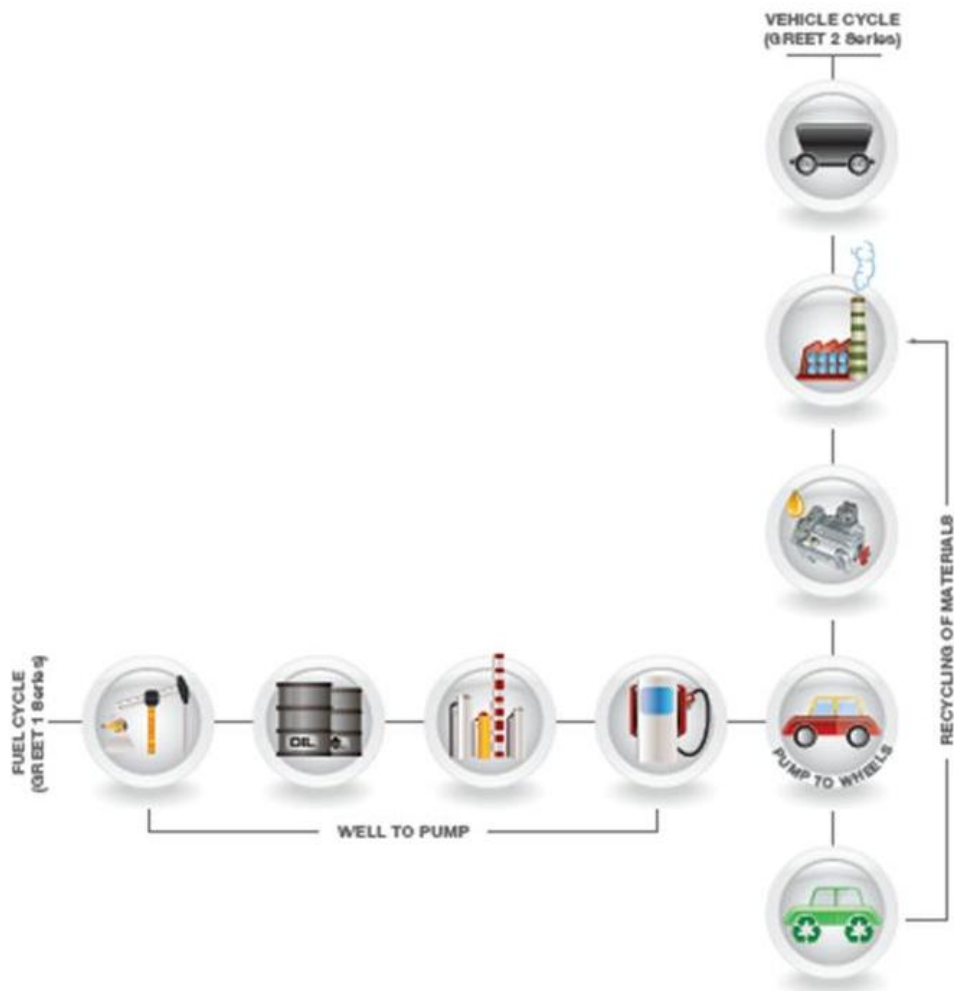 VEHICLE CYCLE
(GREET 2 Series)
RECYCLING OF MATERIALS
FUEL CYCLE
(GREET 1 Series)
OIL
PUMP TO WHEELS
WELL TO PUMP